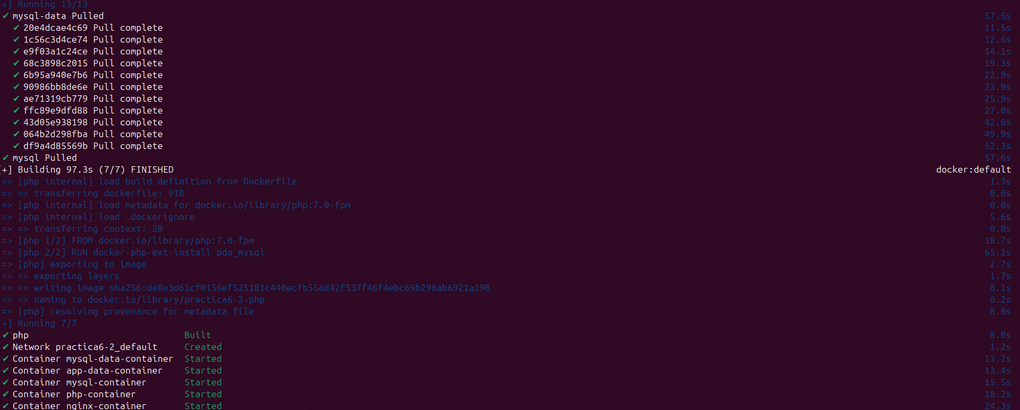 +] Running 13/13
✔ mysql-data Pulled 57.5s
✔ 20e4dcae4c69 Pull complete 11.5s
✔ 1c56c3d4ce74 Pull complete 12.6s
✔ e9f03a1c24ce Pull complete 14.1s
✔ 68c3898c2015 Pull complete 19.3s
✔ 6b95a940e7b6 Pull complete 22.9s
✔ 90986bb8de6e Pull complete 23.9s
✔ ae71319cb779 Pull complete 25.9s
✔ ffc89e9dfd88 Pull complete 27.0s
✔ 43d05e938198 Pull complete 42.0s
✔ 064b2d298fba Pull complete 49.9s
✔ df9a4d85569b Pull complete 52.3s
✔ mysql Pulled 57.6s
[+] Building 97.3s (7/7) FINISHED docker:default
=> [php internal] load build definition from Dockerfile 1.3s
=> => transferring dockerfile: 91B 0.0s
=> [php internal] load metadata for docker.io/library/php:7.0-fpm 0.0s
=> [php internal] load .dockerignore 5.6s
=> => transferring context: 2B 0.0s
=> [php 1/2] FROM docker.io/library/php:7.0-fpm 18.7s
=> [php 2/2] RUN docker-php-ext-install pdo_mysql 65.1s
=> [php] exporting to image 2.7s
=> => exporting layers 1.7s
=> => writing image sha256:de8e3d61cf0156ef525181c440ecfb55ad42f537f46f4ebc69b298ab6921a198 0.1s
=> => naming to docker.io/library/practica6-2-php 0.2s
=> [php] resolving provenance for metadata file 0.0s
+] Running 7/7
✔ php Built 0.0s
✔ Network practica6-2_default Created 1.2s
✔ Container mysql-data-container Started 13.2s
✔ Container app-data-container Started 13.4s
✔ Container mysql-container Started 15.5s
✔ Container php-container Started 18.2s
✔ Container nginx-container Started 24.3s